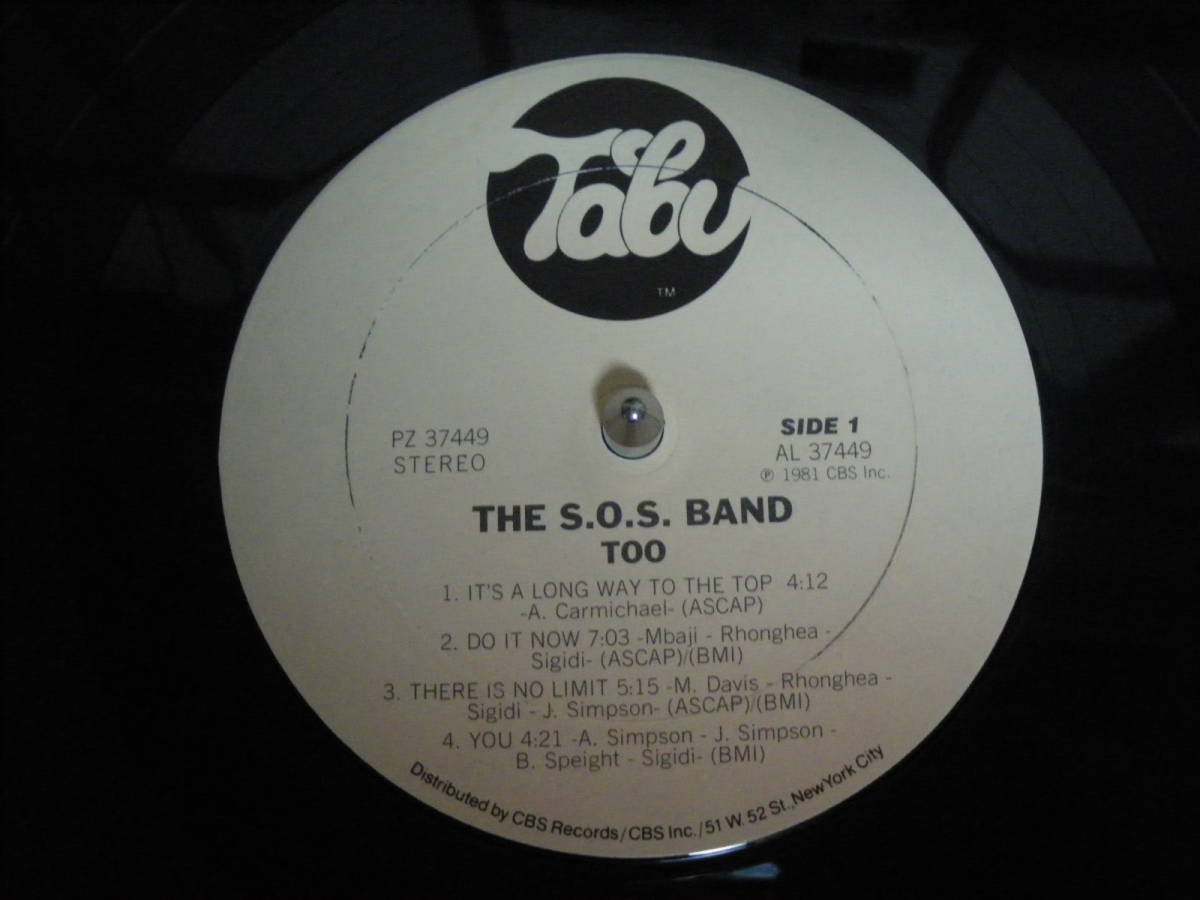 Tabu
TM
PZ 37449
STEREO
SIDE 1
AL 37449
℗ 1981 CBS Inc.
THE S.O.S. BAND
TOO
1. IT'S A LONG WAY TO THE TOP 4:12
-A. Carmichael- (ASCAP)
2. DO IT NOW 7:03 -Mbaji - Rhonghea -
Sigidi- (ASCAP)/(BMI)
3. THERE IS NO LIMIT 5:15 -M. Davis - Rhonghea -
Sigidi - J. Simpson- (ASCAP)/(BMI)
4. YOU 4:21 -A. Simpson - J. Simpson -
B. Speight - Sigidi- (BMI)
Distributed by CBS Records/CBS Inc./51 W. 52 St., New York City